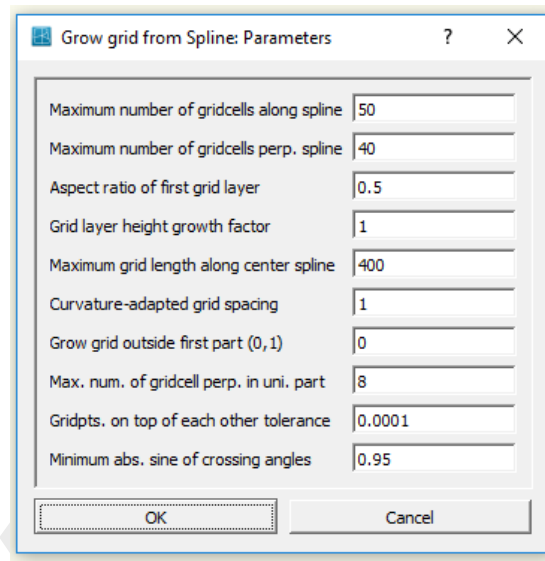 Grow grid from Spline: Parameters ?
Maximum number of gridcells along spline 50
Maximum number of gridcells perp. spline 40
Aspect ratio of first grid layer 0.5
Grid layer height growth factor 1
Maximum grid length along center spline 400
Curvature-adapted grid spacing 1
Grow grid outside first part (0,1) 0
Max. num. of gridcell perp. in uni. part 8
Gridpts. on top of each other tolerance 0.0001
Minimum abs. sine of crossing angles 0.95
OK Cancel